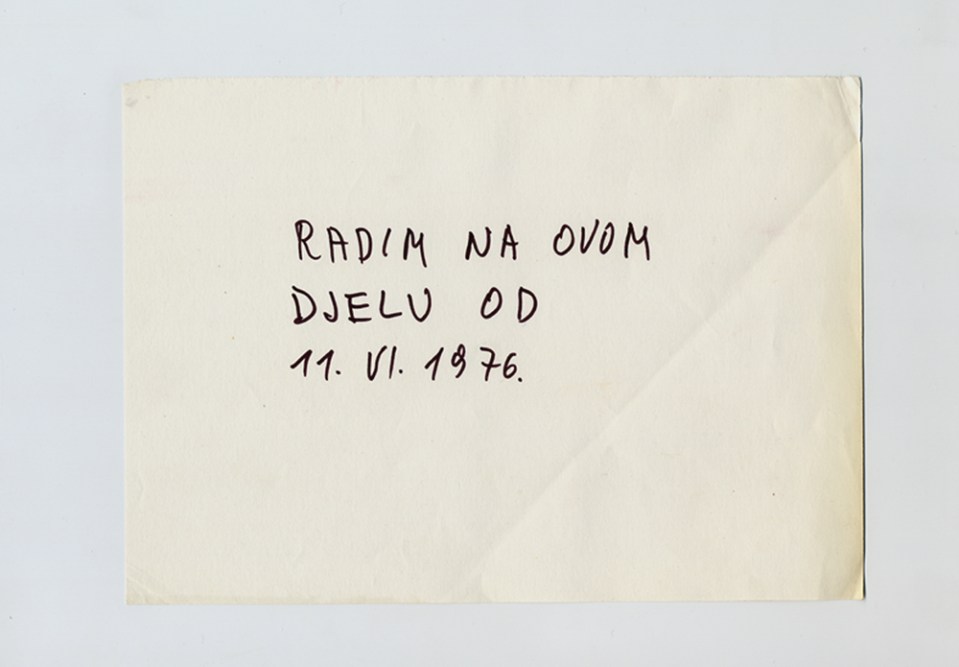 RADIM NA OVOM
DJELU OD
11. VI. 1976.